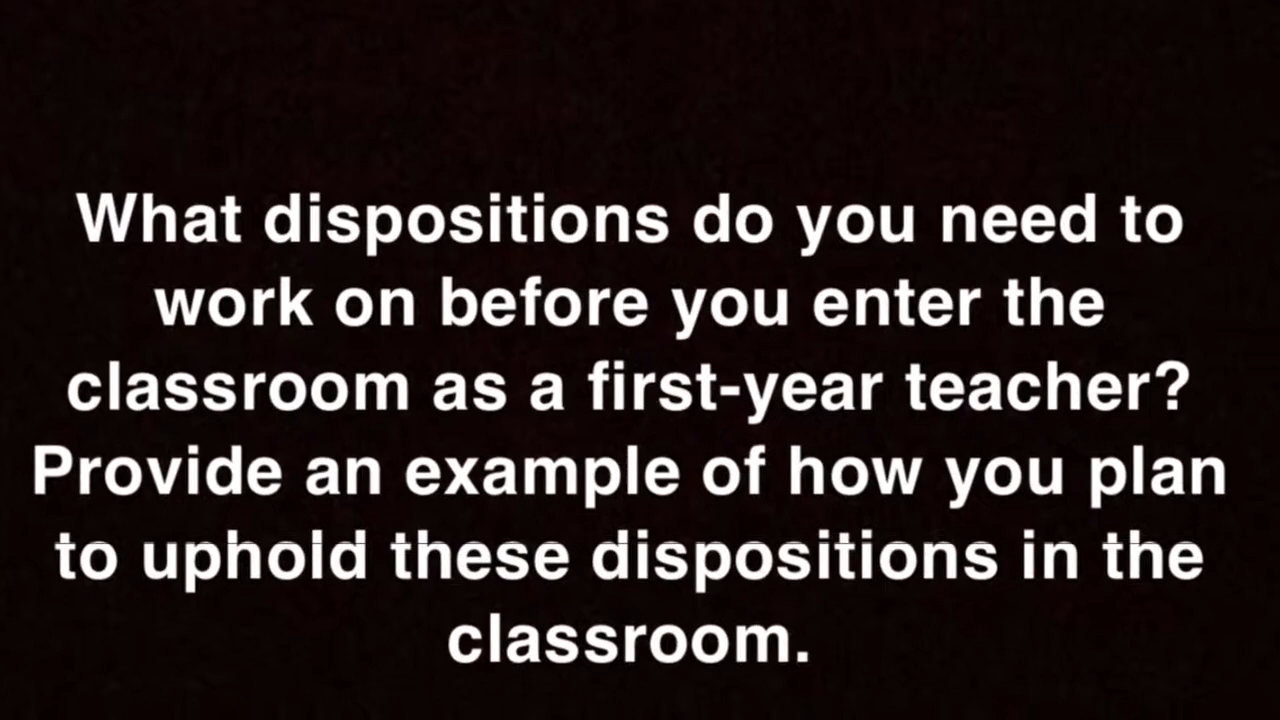 What dispositions do you need to
work on before you enter the
classroom as a first-year teacher?
Provide an example of how you plan
to uphold these dispositions in the
classroom.